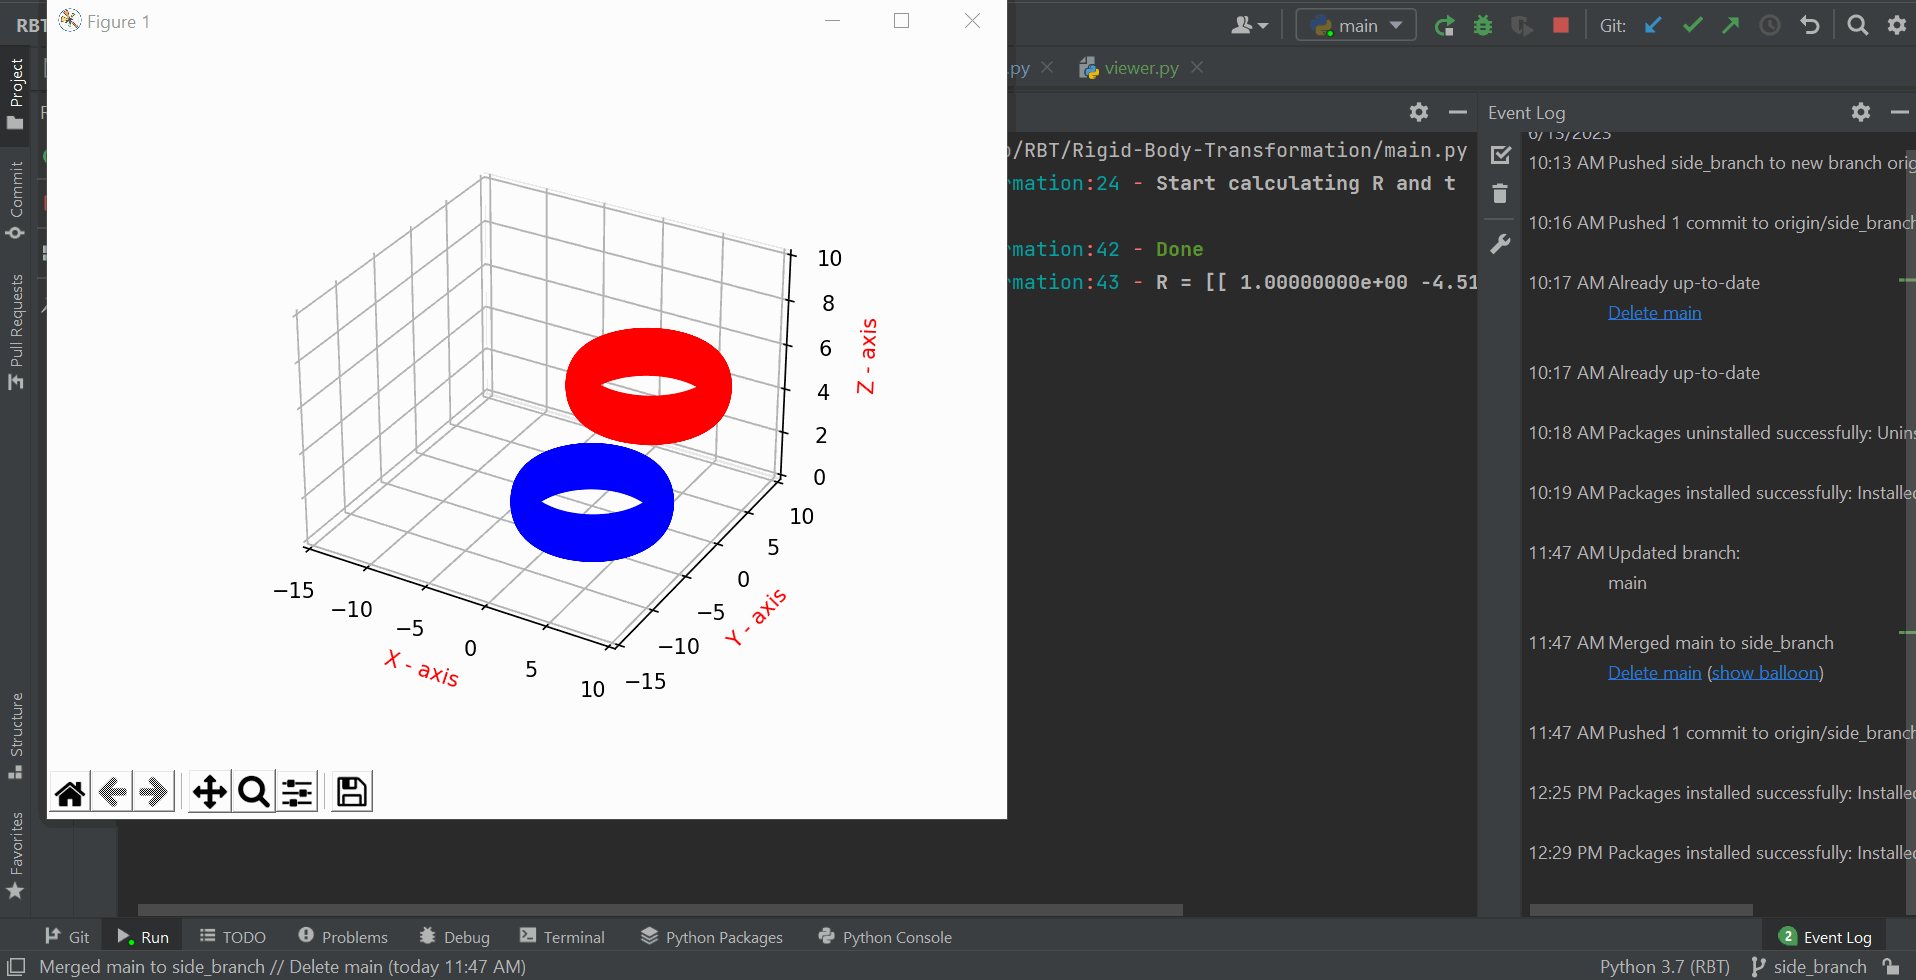 RBT
Figure 1
main
Git:
.py
viewer.py
Project
Commit
Pull Requests
Structure
Favorites
10
8
6
4
2
0
Z - axis
10
5
0
−5
−10
−15
Y - axis
−15
−10
−5
0
5
10
X - axis
/RBT/Rigid-Body-Transformation/main.py
mation:24 - Start calculating R and t
mation:42 - Done
mation:43 - R = [[ 1.00000000e+00 -4.51
Event Log
6/15/2023
10:13 AM Pushed side_branch to new branch orig
10:16 AM Pushed 1 commit to origin/side_branch
10:17 AM Already up-to-date
Delete main
10:17 AM Already up-to-date
10:18 AM Packages uninstalled successfully: Unins
10:19 AM Packages installed successfully: Installed
11:47 AM Updated branch:
main
11:47 AM Merged main to side_branch
Delete main (show balloon)
11:47 AM Pushed 1 commit to origin/side_branch
12:25 PM Packages installed successfully: Installed
12:29 PM Packages installed successfully: Installed
Git
Run
TODO
Problems
Debug
Terminal
Python Packages
Python Console
2 Event Log
Merged main to side_branch // Delete main (today 11:47 AM)
Python 3.7 (RBT)
side_branch